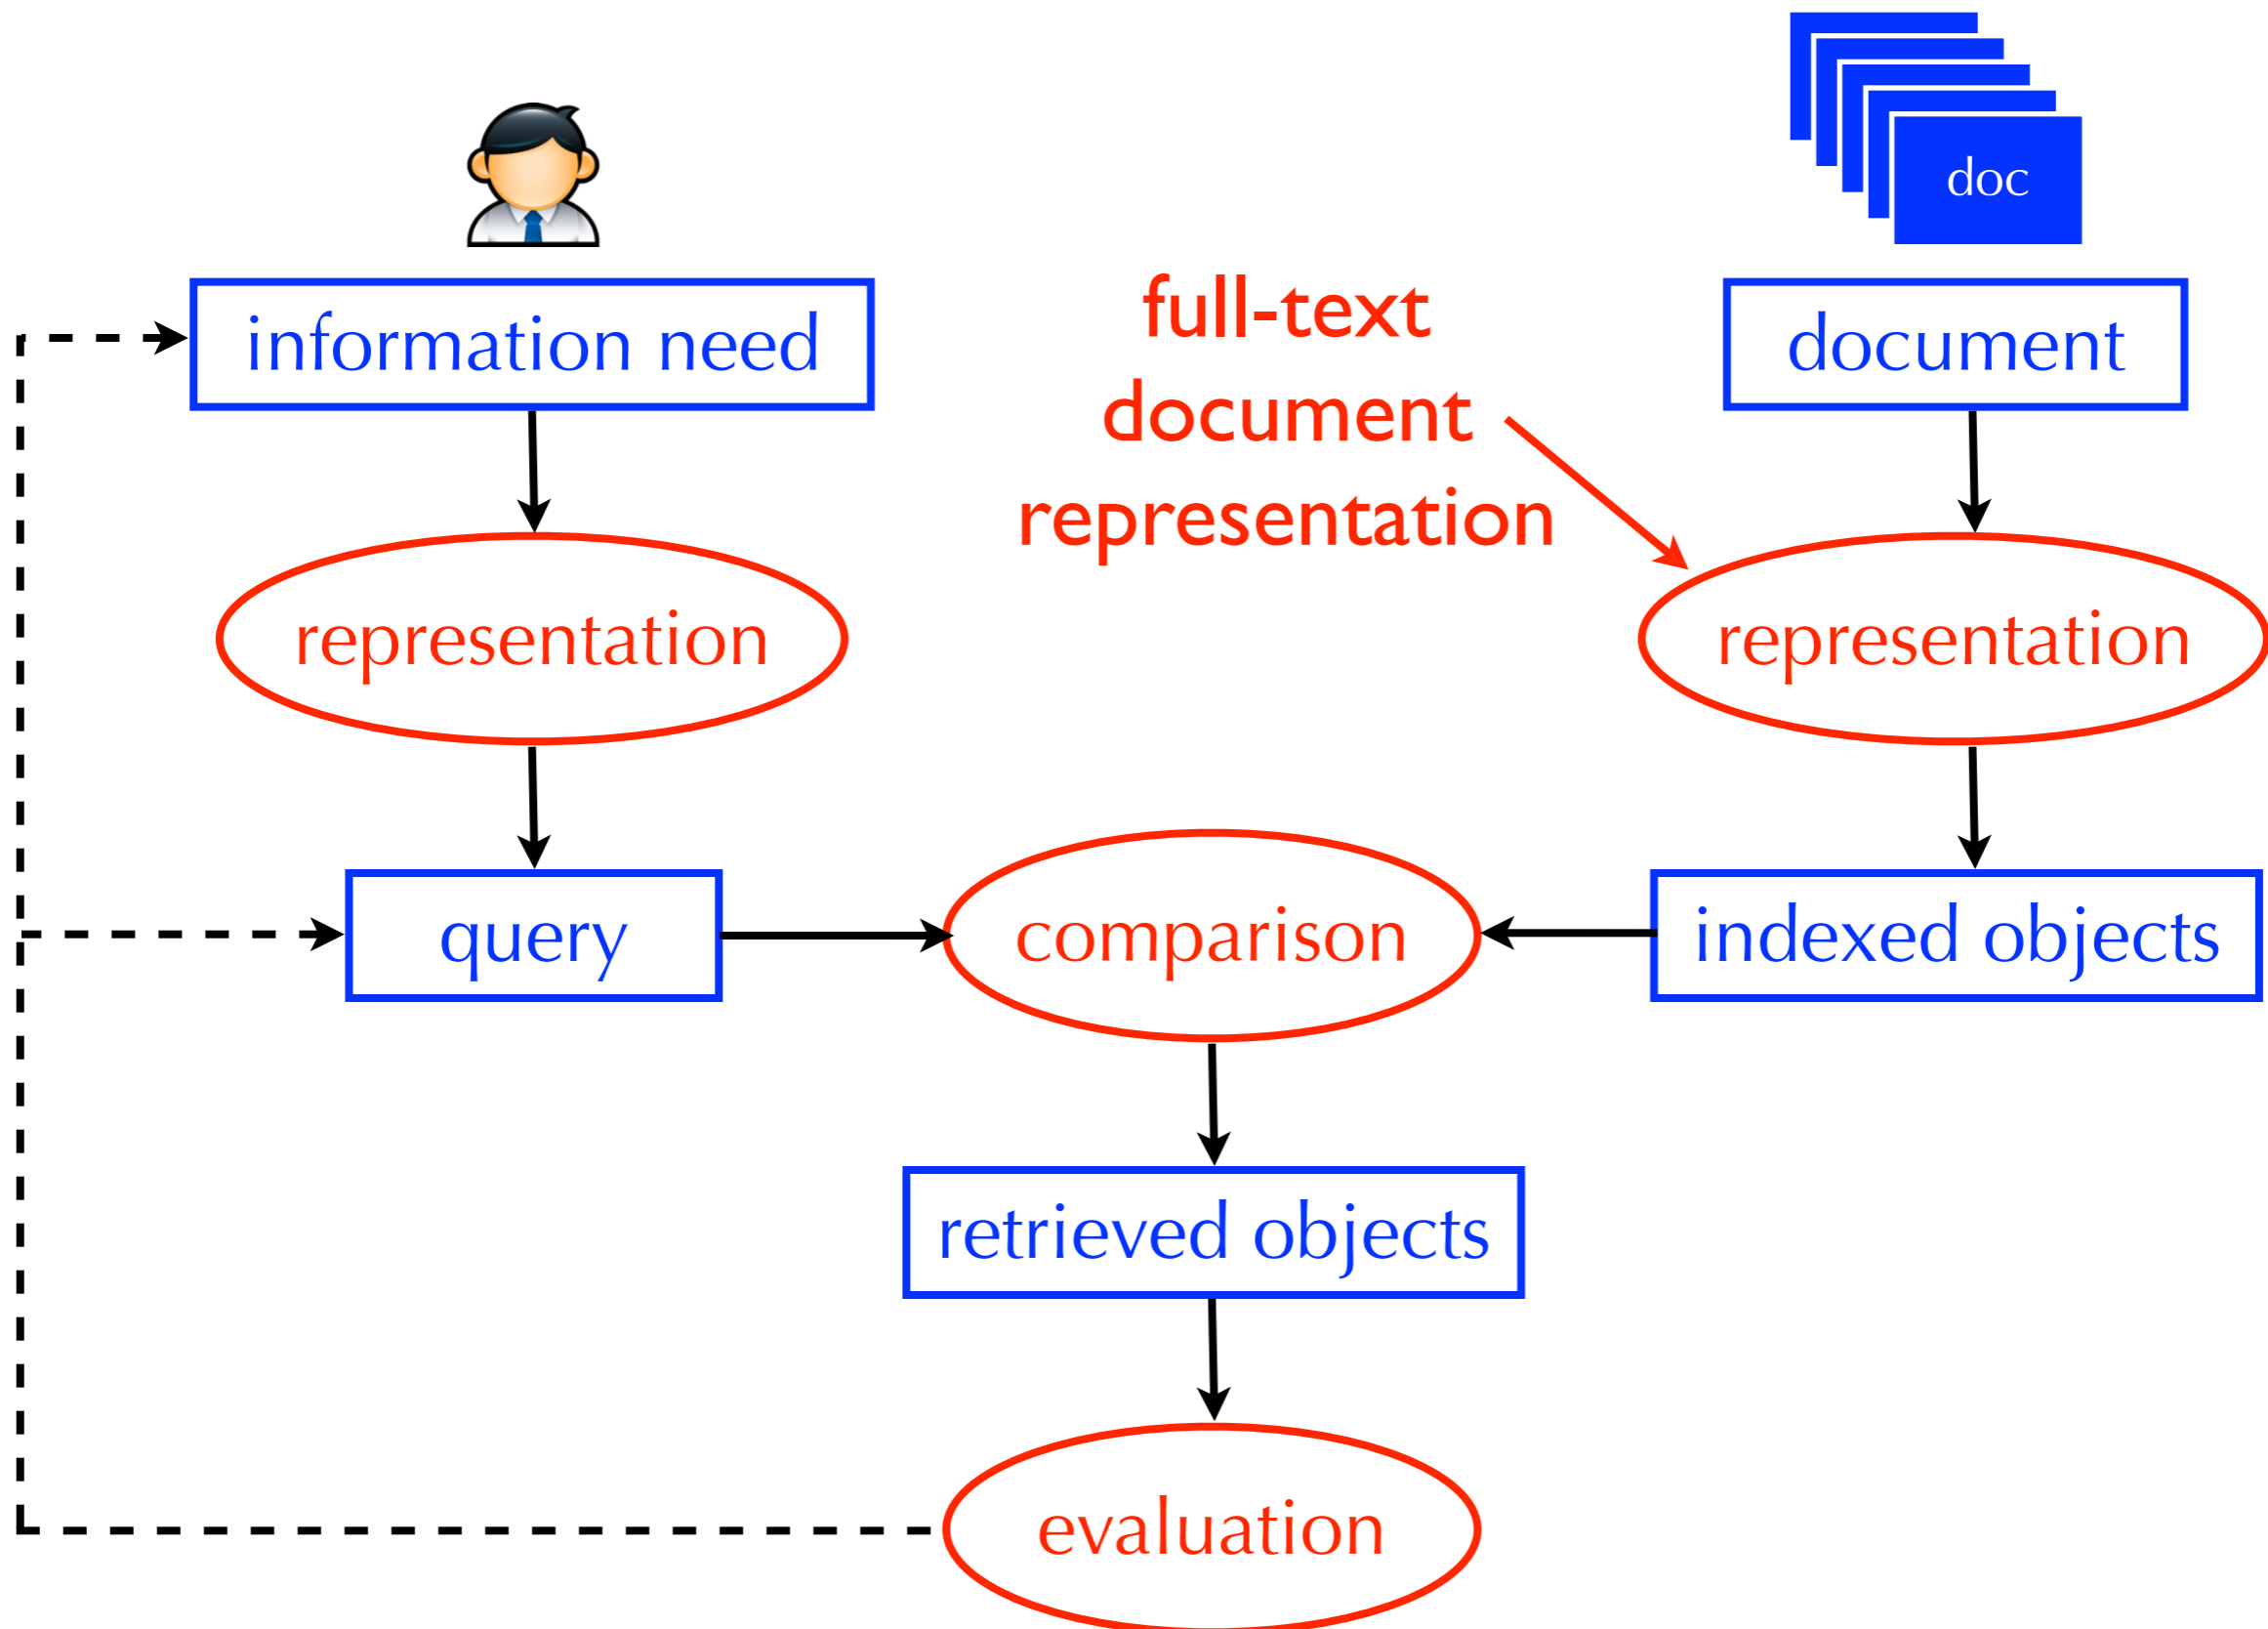 doc
information need
full-text
document
representation
document
representation
representation
query
comparison
indexed objects
retrieved objects
evaluation